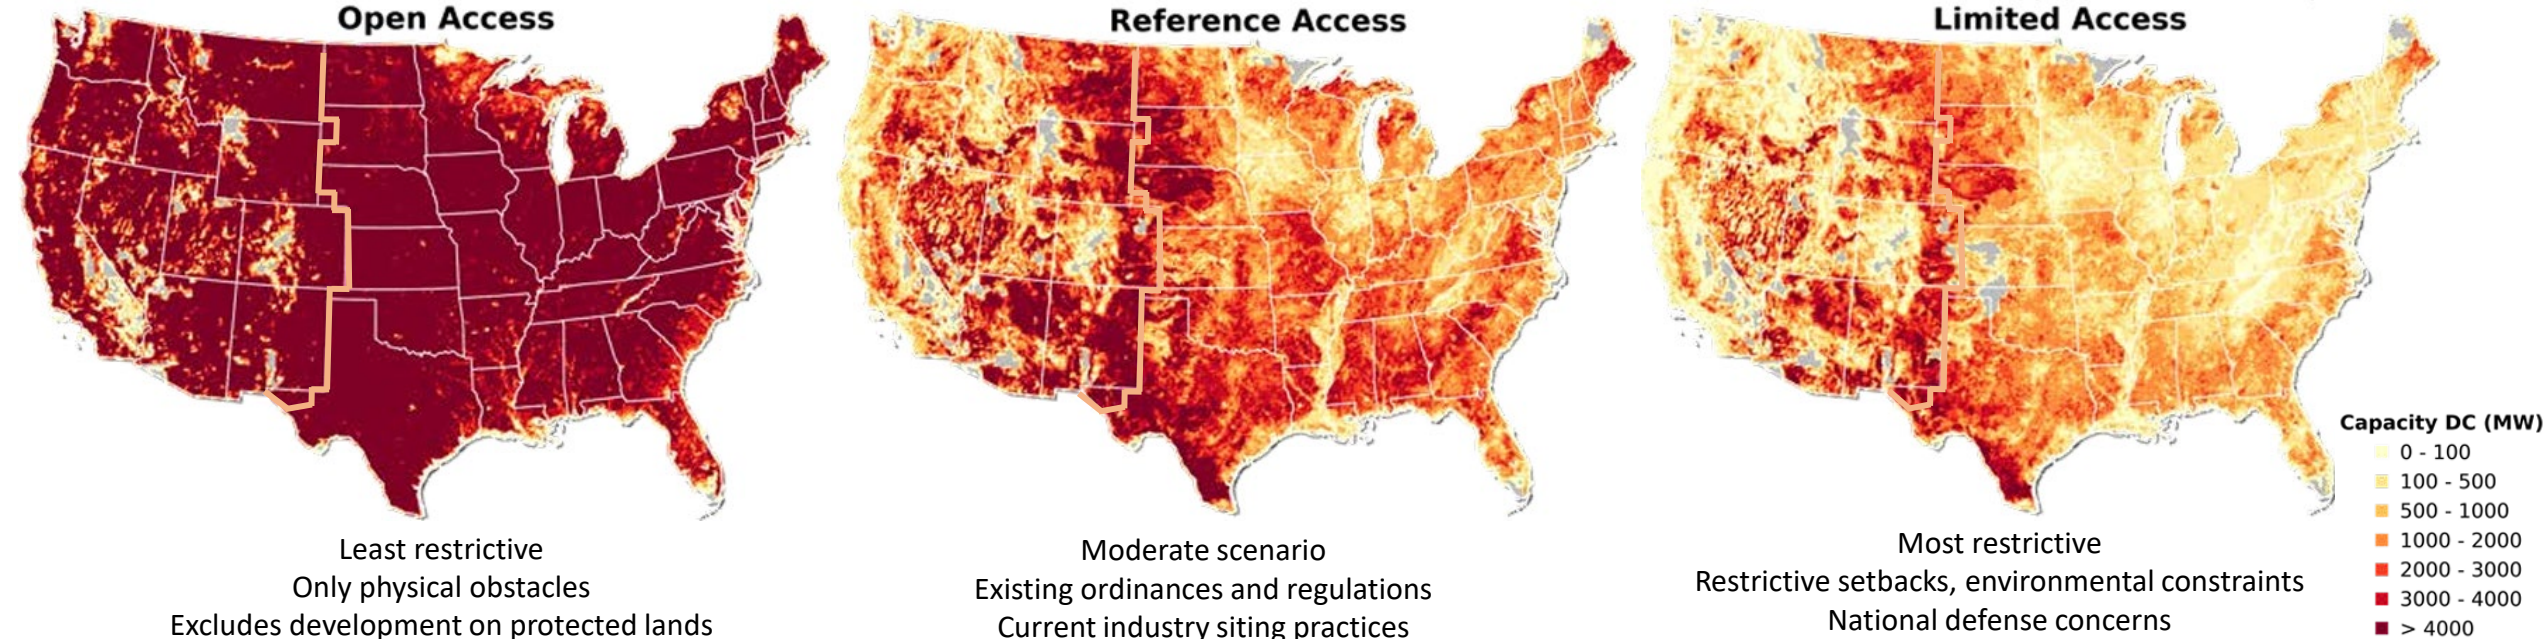 Open Access
Reference Access
Limited Access
Least restrictive
Only physical obstacles
Excludes development on protected lands
Moderate scenario
Existing ordinances and regulations
Current industry siting practices
Most restrictive
Restrictive setbacks, environmental constraints
National defense concerns
Capacity DC (MW)
0 - 100
100 - 500
500 - 1000
1000 - 2000
2000 - 3000
3000 - 4000
> 4000